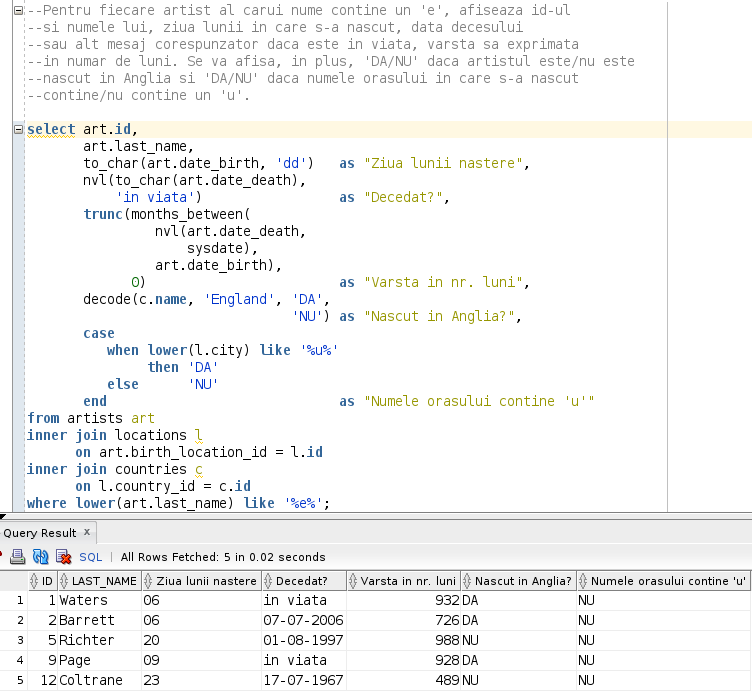 --Pentru fiecare artist al carui nume contine un 'e', afiseaza id-ul
--si numele lui, ziua lunii in care s-a nascut, data decesului
--sau alt mesaj corespunzator daca este in viata, varsta sa exprimata
--in numar de luni. Se va afisa, in plus, 'DA/NU' daca artistul este/nu este
--nascut in Anglia si 'DA/NU' daca numele orasului in care s-a nascut
--contine/nu contine un 'u'.
select art.id,
art.last_name,
to_char(art.date_birth, 'dd') as "Ziua lunii nastere",
nvl(to_char(art.date_death),
'in viata') as "Decedat?",
trunc(months_between(
nvl(art.date_death,
sysdate),
art.date_birth),
0) as "Varsta in nr. luni",
decode(c.name, 'England', 'DA',
'NU') as "Nascut in Anglia?",
case
when lower(l.city) like '%u%'
then 'DA'
else 'NU'
end as "Numele orasului contine 'u'"
from artists art
inner join locations l
on art.birth_location_id = l.id
inner join countries c
on l.country_id = c.id
where lower(art.last_name) like '%e%';
Query Result x
SQL | All Rows Fetched: 5 in 0.02 seconds
ID LAST_NAME Ziua lunii nastere Decedat? Varsta in nr. luni Nascut in Anglia? Numele orasului contine 'u'
1 1 Waters 06 in viata 932 DA NU
2 2 Barrett 06 07-07-2006 726 DA NU
3 5 Richter 20 01-08-1997 988 NU NU
4 9 Page 09 in viata 928 DA NU
5 12 Coltrane 23 17-07-1967 489 NU NU